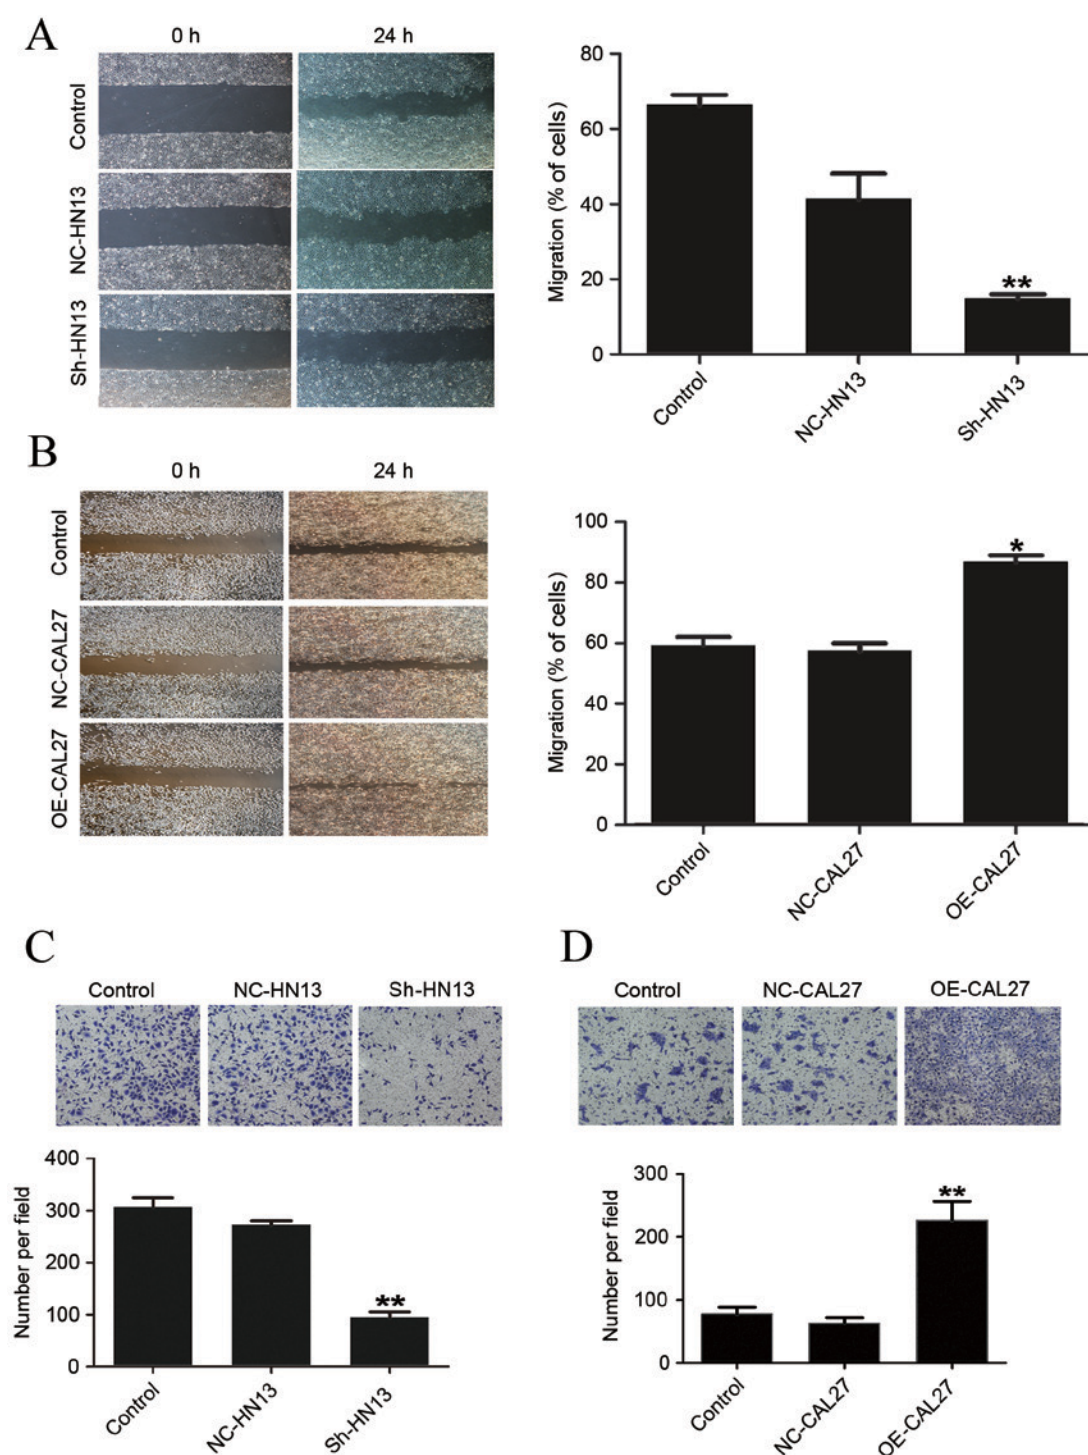 A
0 h
24 h
Control
NC-HN13
Sh-HN13
Migration (% of cells)
80
60
40
20
0
**
Control
NC-HN13
Sh-HN13
B
0 h
24 h
Control
NC-CAL27
OE-CAL27
Migration (% of cells)
100
80
60
40
20
0
*
Control
NC-CAL27
OE-CAL27
C
Control
NC-HN13
Sh-HN13
Number per field
400
300
200
100
0
**
Control
NC-HN13
Sh-HN13
D
Control
NC-CAL27
OE-CAL27
Number per field
300
200
100
0
**
Control
NC-CAL27
OE-CAL27